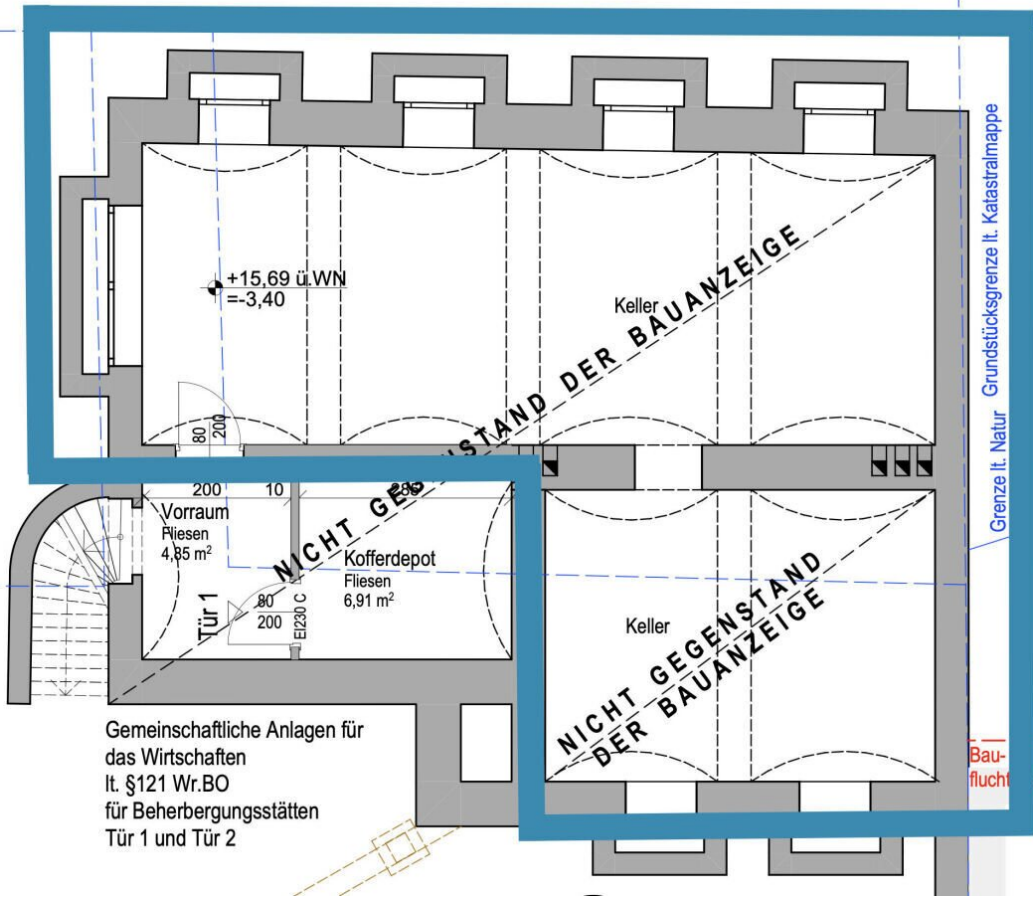 +15,69 ü.WN
=-3,40
Keller
NICHT GEGENSTAND DER BAUANZEIGE
Grundstücksgrenze lt. Katastralmappe
Grenze lt. Natur
80
200
200
10
Vorraum
Fliesen
4,85 m²
Kofferdepot
Fliesen
6,91 m²
Tür 1
80
200
EI230 C
Keller
NICHT GEGENSTAND
DER BAUANZEIGE
Bau-
flucht
Gemeinschaftliche Anlagen für
das Wirtschaften
lt. §121 Wr.BO
für Beherbergungsstätten
Tür 1 und Tür 2